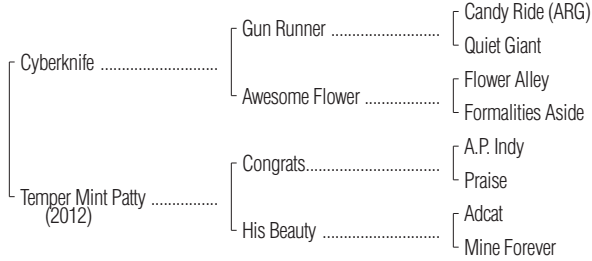 Candy Ride (ARG)
Gun Runner ........................
Quiet Giant
Cyberknife ..........................
Flower Alley
Awesome Flower ................
Formalities Aside
A.P. Indy
Congrats.............................
Praise
Temper Mint Patty ...............
(2012)
Adcat
His Beauty .........................
Mine Forever